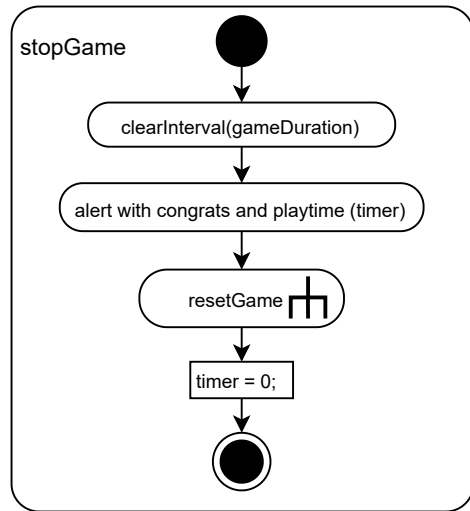 stopGame
clearInterval(gameDuration)
alert with congrats and playtime (timer)
resetGame
timer = 0;